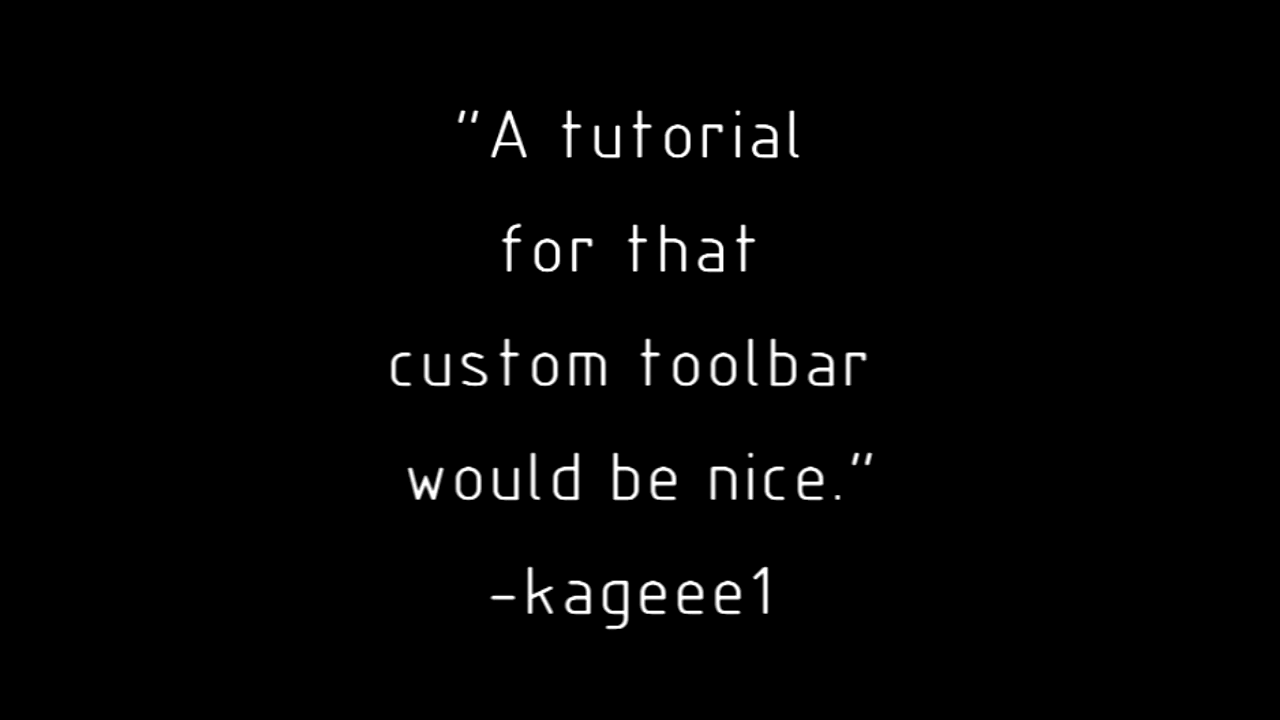 "A tutorial
for that
custom toolbar
would be nice."
-kageee1